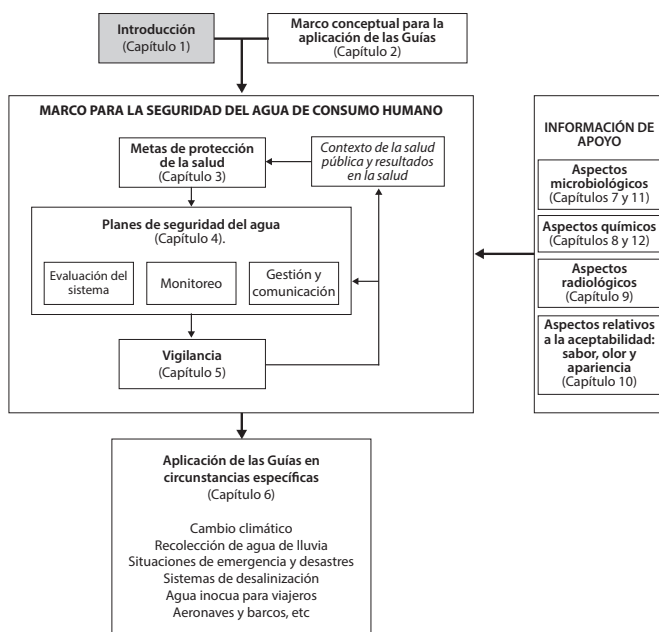 Introducción
(Capítulo 1)
Marco conceptual para la
aplicación de las Guías
(Capítulo 2)
MARCO PARA LA SEGURIDAD DEL AGUA DE CONSUMO HUMANO
Metas de protección
de la salud
(Capítulo 3)
Contexto de la salud
pública y resultados
en la salud
Planes de seguridad del agua
(Capítulo 4).
Evaluación del
sistema
Monitoreo
Gestión y
comunicación
Vigilancia
(Capítulo 5)
INFORMACIÓN DE
APOYO
Aspectos
microbiológicos
(Capítulos 7 y 11)
Aspectos químicos
(Capítulos 8 y 12)
Aspectos
radiológicos
(Capítulo 9)
Aspectos relativos
a la aceptabilidad:
sabor, olor y
apariencia
(Capítulo 10)
Aplicación de las Guías en
circunstancias específicas
(Capítulo 6)
Cambio climático
Recolección de agua de lluvia
Situaciones de emergencia y desastres
Sistemas de desalinización
Agua inocua para viajeros
Aeronaves y barcos, etc